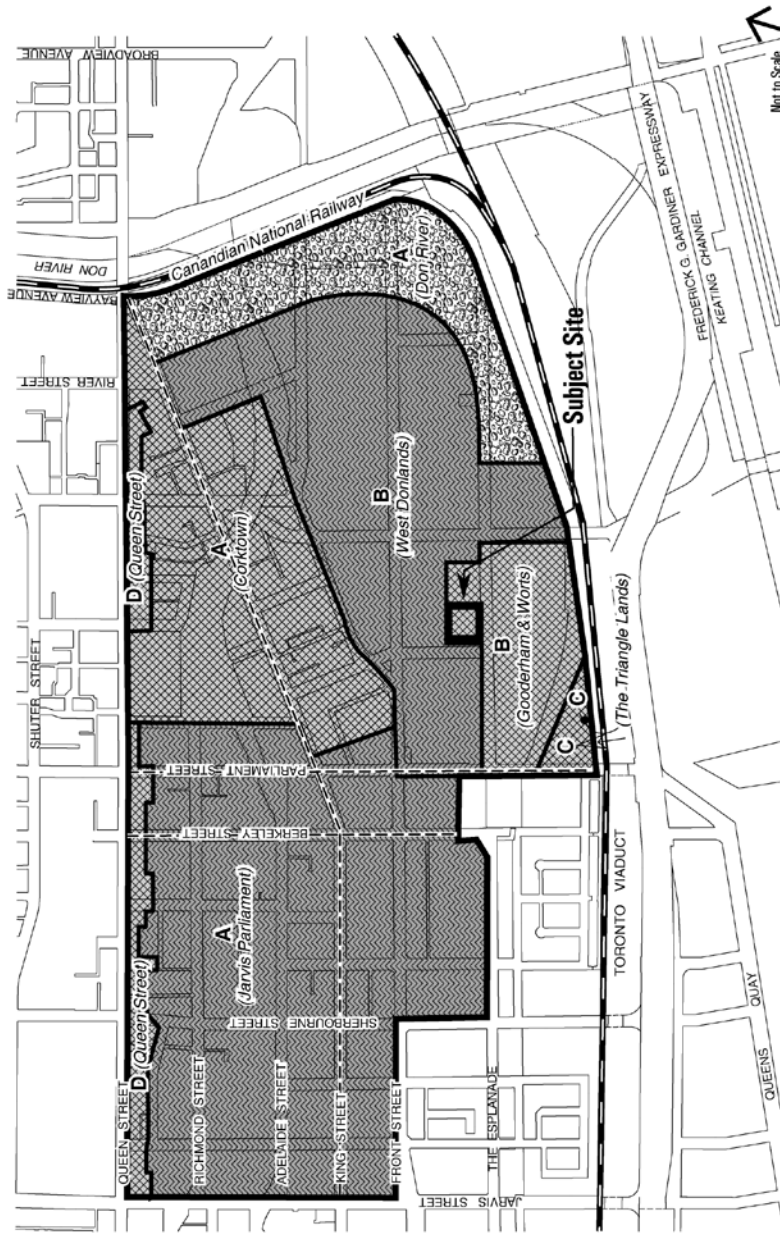 BROADVIEW AVENUE
DON RIVER
BAYVIEW AVENUE
Canandian National Railway
RIVER STREET
SHUTER STREET
D (Queen Street)
A
(Corktown)
A
(Don River)
B
(West Donlands)
Subject Site
B
(Gooderham & Worts)
C
C
(The Triangle Lands)
FREDERICK G. GARDINER EXPRESSWAY
KEATING CHANNEL
Not to Scale
PARLIAMENT STREET
BERKELEY STREET
A
(Jarvis Parliament)
D (Queen Street)
SHERBOURNE STREET
QUEEN STREET
RICHMOND STREET
ADELAIDE STREET
KING STREET
FRONT STREET
THE ESPLANADE
JARVIS STREET
TORONTO VIADUCT
QUEENS QUAY